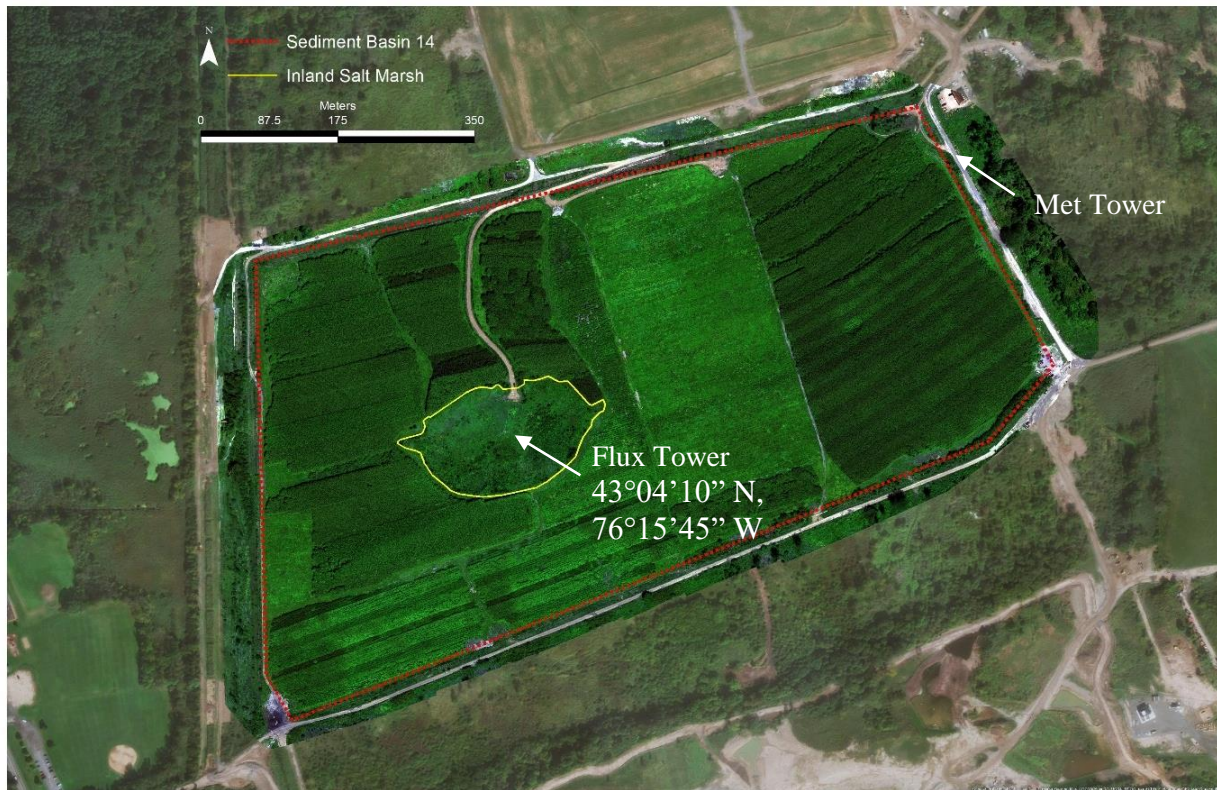 N
Sediment Basin 14
Inland Salt Marsh
Meters
0 87.5 175 350
Met Tower
Flux Tower
43°04’10” N,
76°15’45” W